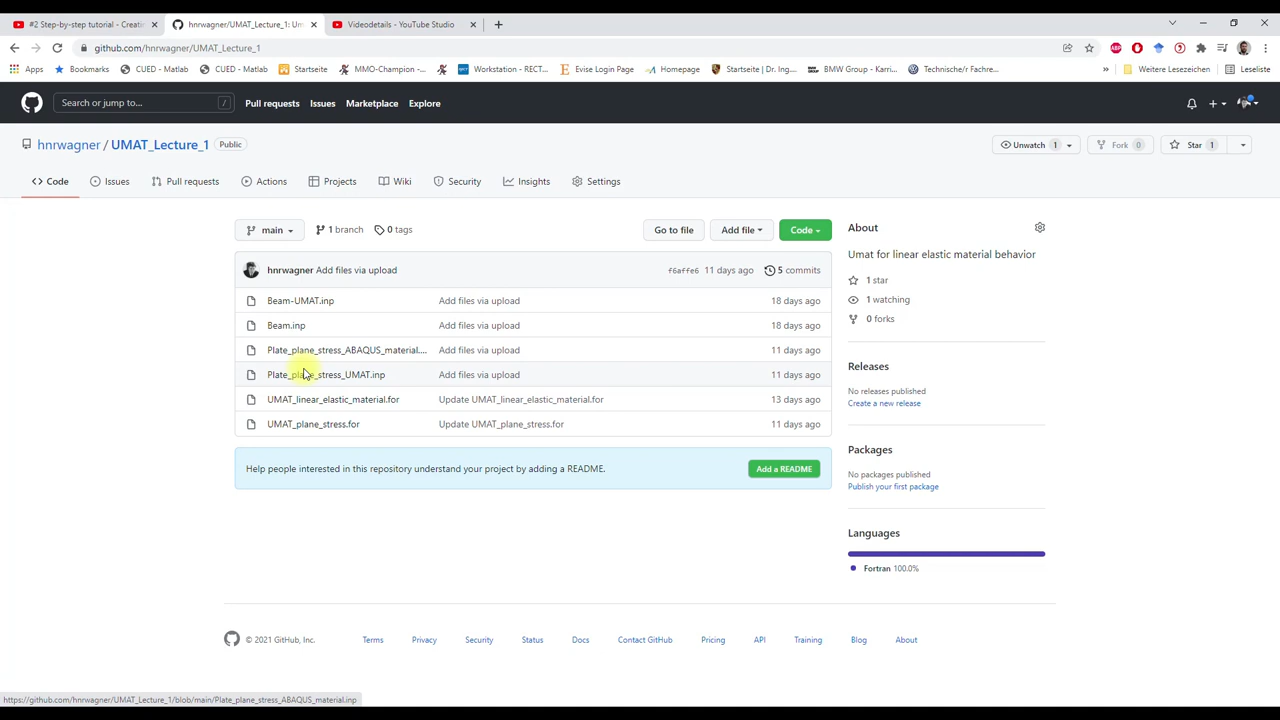 #2 Step-by-step tutorial - Creatin
hnrwagner/UMAT_Lecture_1: Um
Videodetails - YouTube Studio
github.com/hnrwagner/UMAT_Lecture_1
Apps
Bookmarks
CUED - Matlab
CUED - Matlab
Startseite
MMO-Champion -...
Workstation - RECT...
Evise Login Page
Homepage
Startseite | Dr. Ing....
BMW Group - Karri...
Technische/r Fachre...
»
Weitere Lesezeichen
Leseliste
Search or jump to...
/
Pull requests
Issues
Marketplace
Explore
hnrwagner / UMAT_Lecture_1
Public
Unwatch 1
Fork 0
Star 1
Code
Issues
Pull requests
Actions
Projects
Wiki
Security
Insights
Settings
main
1 branch
0 tags
Go to file
Add file
Code
About
Umat for linear elastic material behavior
hnrwagner Add files via upload
f6affe6 11 days ago
5 commits
Beam-UMAT.inp
Add files via upload
18 days ago
Beam.inp
Add files via upload
18 days ago
Plate_plane_stress_ABAQUS_material....
Add files via upload
11 days ago
Plate_plane_stress_UMAT.inp
Add files via upload
11 days ago
UMAT_linear_elastic_material.for
Update UMAT_linear_elastic_material.for
13 days ago
UMAT_plane_stress.for
Update UMAT_plane_stress.for
11 days ago
Help people interested in this repository understand your project by adding a README.
Add a README
1 star
1 watching
0 forks
Releases
No releases published
Create a new release
Packages
No packages published
Publish your first package
Languages
Fortran 100.0%
© 2021 GitHub, Inc.
Terms
Privacy
Security
Status
Docs
Contact GitHub
Pricing
API
Training
Blog
About
https://github.com/hnrwagner/UMAT_Lecture_1/blob/main/Plate_plane_stress_ABAQUS_material.inp